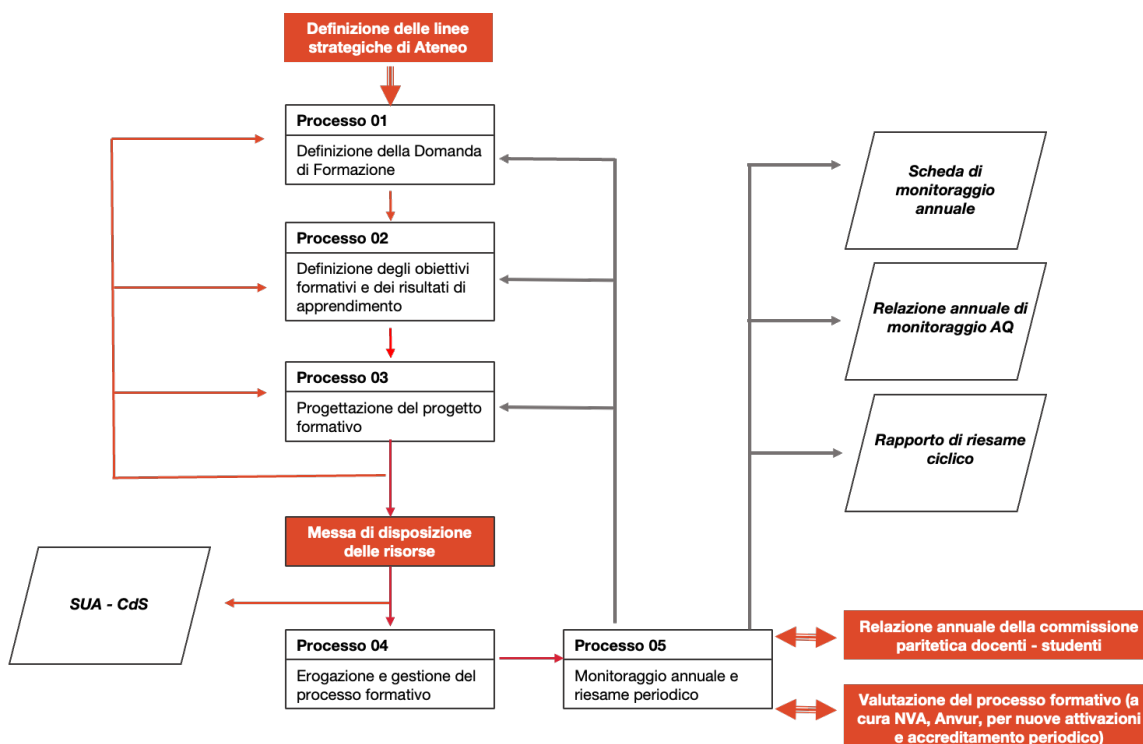 Definizione delle linee
strategiche di Ateneo
Processo 01
Definizione della Domanda
di Formazione
Processo 02
Definizione degli obiettivi
formativi e dei risultati di
apprendimento
Processo 03
Progettazione del progetto
formativo
Messa di disposizione
delle risorse
SUA - CdS
Processo 04
Erogazione e gestione del
processo formativo
Processo 05
Monitoraggio annuale e
riesame periodico
Scheda di
monitoraggio
annuale
Relazione annuale di
monitoraggio AQ
Rapporto di riesame
ciclico
Relazione annuale della commissione
paritetica docenti - studenti
Valutazione del processo formativo (a
cura NVA, Anvur, per nuove attivazioni
e accreditamento periodico)